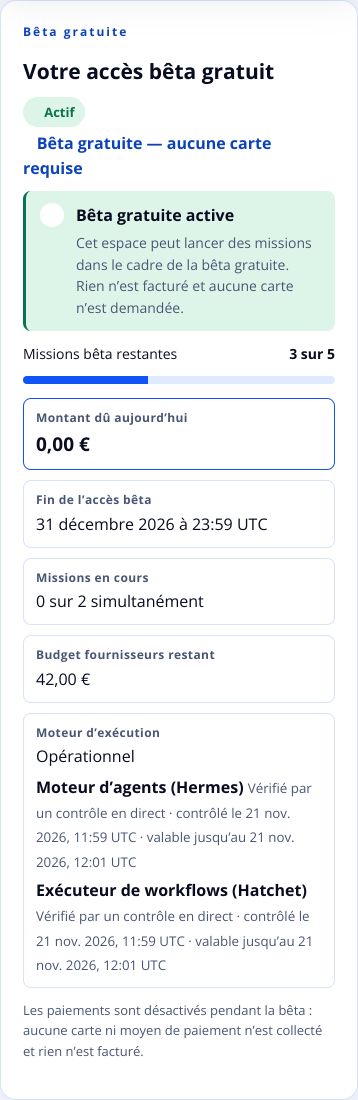 Bêta gratuite
Votre accès bêta gratuit
Actif
Bêta gratuite — aucune carte
requise
Bêta gratuite active
Cet espace peut lancer des missions
dans le cadre de la bêta gratuite.
Rien n’est facturé et aucune carte
n’est demandée.
Missions bêta restantes 3 sur 5
Montant dû aujourd’hui
0,00 €
Fin de l’accès bêta
31 décembre 2026 à 23:59 UTC
Missions en cours
0 sur 2 simultanément
Budget fournisseurs restant
42,00 €
Moteur d’exécution
Opérationnel
Moteur d’agents (Hermes) Vérifié par
un contrôle en direct · contrôlé le 21 nov.
2026, 11:59 UTC · valable jusqu’au 21 nov.
2026, 12:01 UTC
Exécuteur de workflows (Hatchet)
Vérifié par un contrôle en direct · contrôlé le
21 nov. 2026, 11:59 UTC · valable jusqu’au 21
nov. 2026, 12:01 UTC
Les paiements sont désactivés pendant la bêta :
aucune carte ni moyen de paiement n’est collecté
et rien n’est facturé.